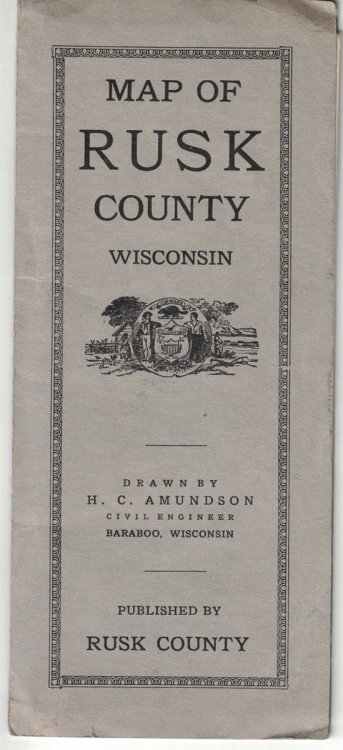 MAP OF
RUSK
COUNTY
WISCONSIN
DRAWN BY
H. C. AMUNDSON
CIVIL ENGINEER
BARABOO, WISCONSIN
PUBLISHED BY
RUSK COUNTY